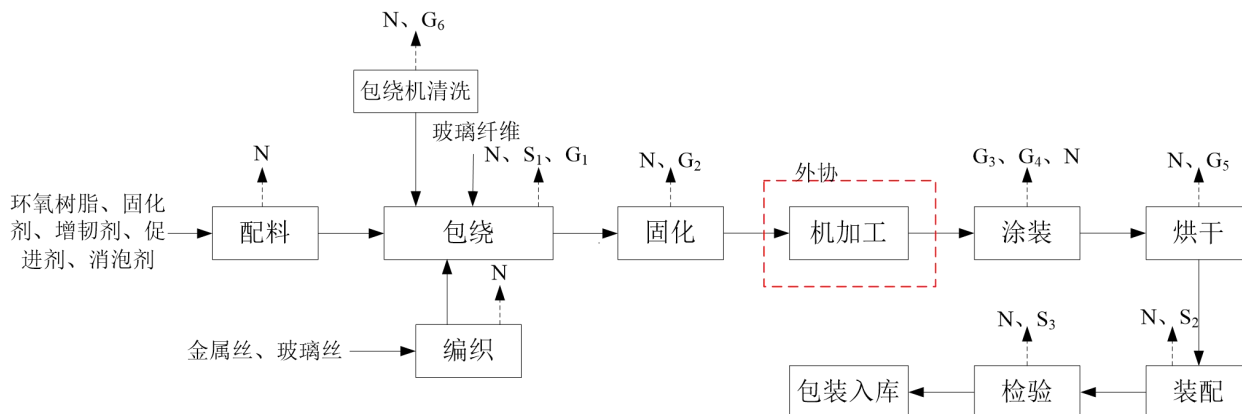 N、G₆
包绕机清洗
玻璃纤维
N
N、S₁、G₁
N、G₂
外协
G₃、G₄、N
N、G₅
环氧树脂、固化
剂、增韧剂、促
进剂、消泡剂
配料
包绕
固化
机加工
涂装
烘干
N
N、S₃
N、S₂
金属丝、玻璃丝
编织
包装入库
检验
装配